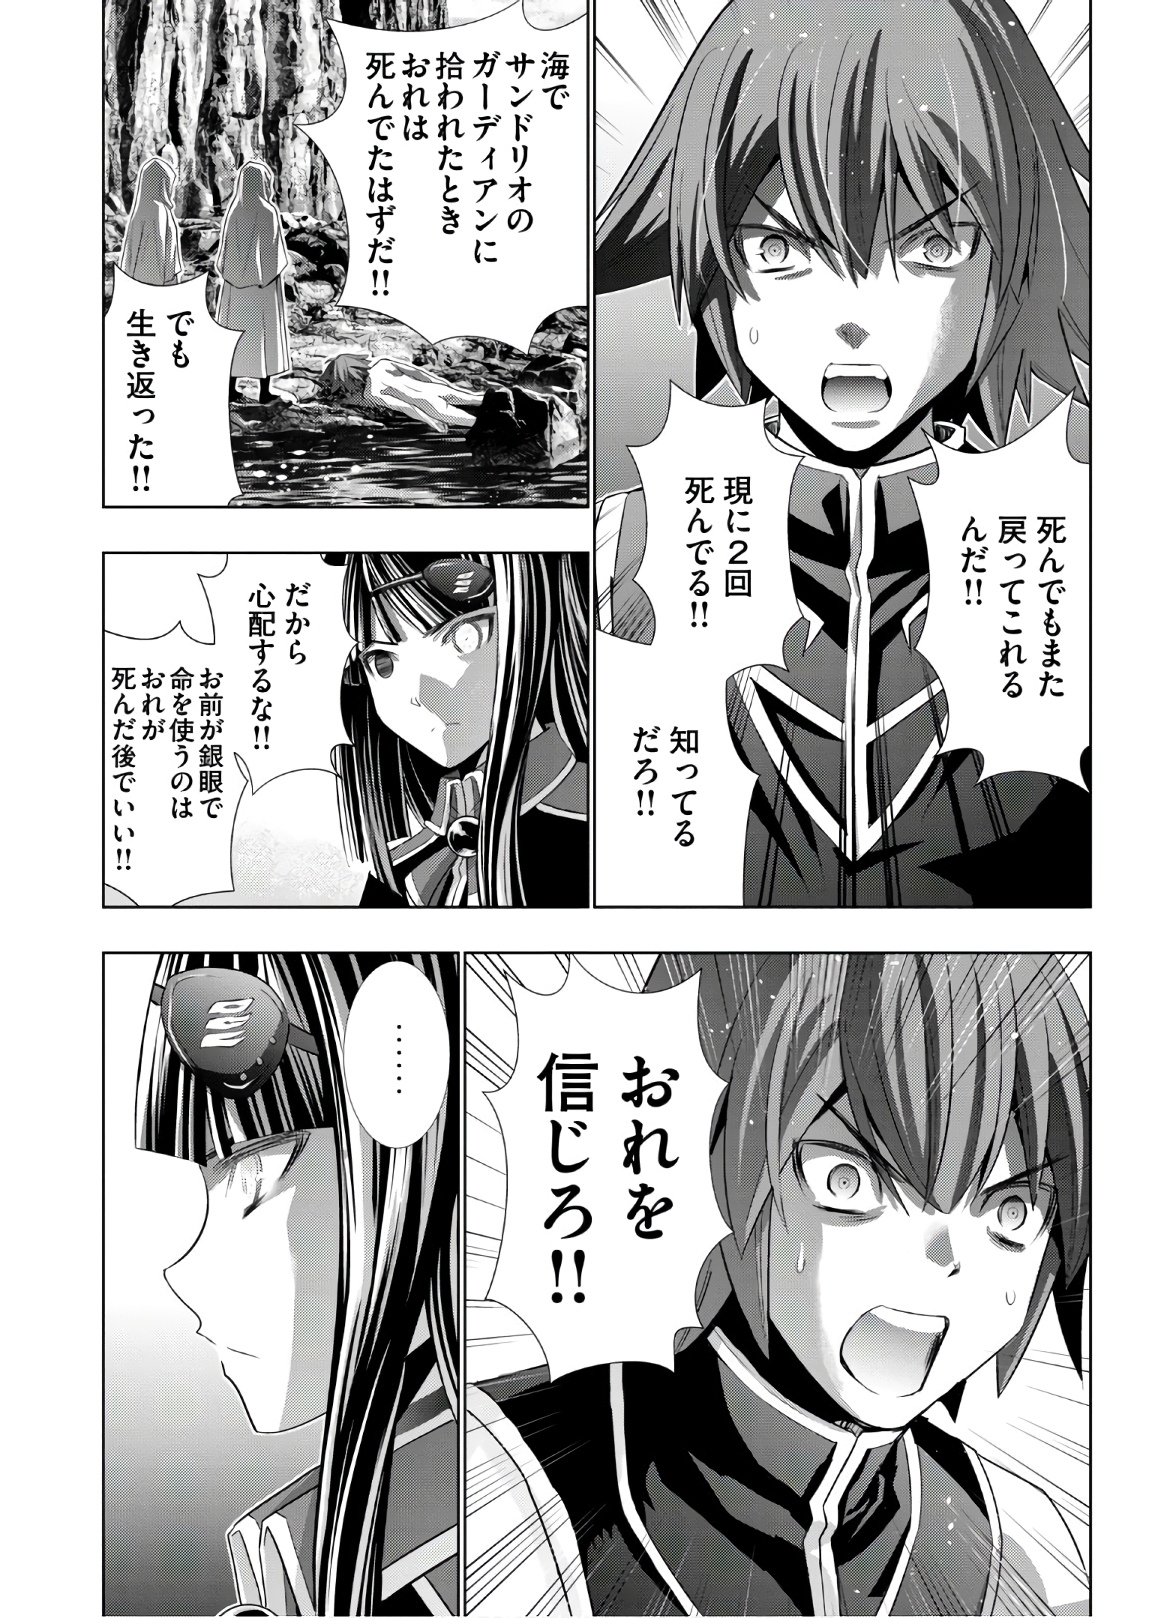 死んでもまた
戻ってこれる
んだ!!
現に2回
死んでる!!
知ってる
だろ!!
海で
サンドリオの
ガーディアンに
拾われたとき
おれは
死んでたはずだ!!
でも
生き返った!!
だから
心配するな!!
お前が銀眼で
命を使うのは
おれが
死んだ後でいい!!
おれを
信じろ!!
……